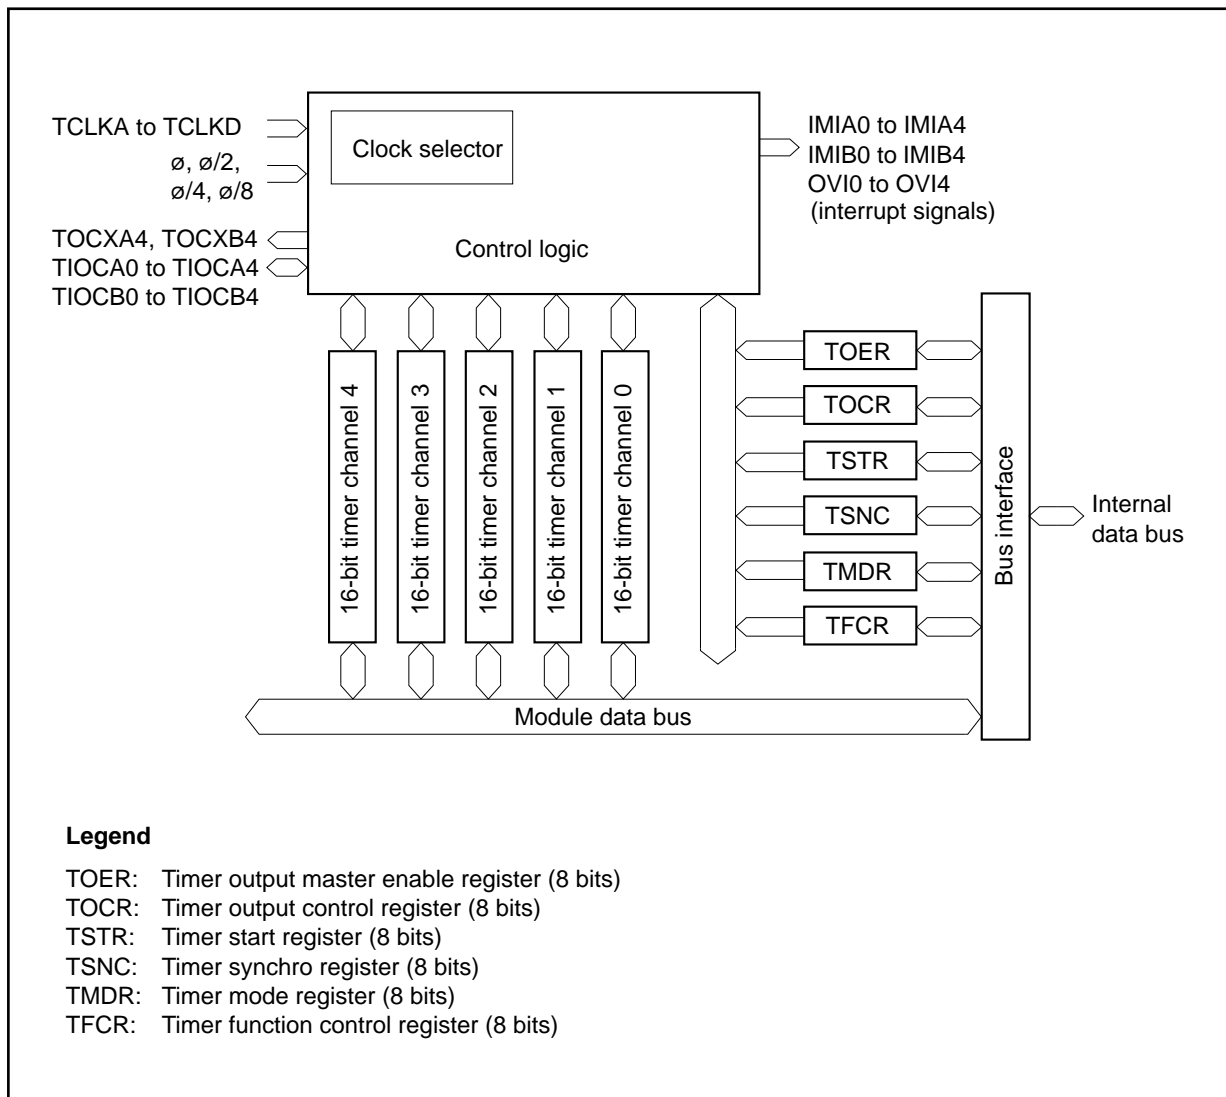 TCLKA to TCLKD
ø, ø/2,
ø/4, ø/8
TOCXA4, TOCXB4
TIOCA0 to TIOCA4
TIOCB0 to TIOCB4
Clock selector
Control logic
IMIA0 to IMIA4
IMIB0 to IMIB4
OVI0 to OVI4
(interrupt signals)
16-bit timer channel 4
16-bit timer channel 3
16-bit timer channel 2
16-bit timer channel 1
16-bit timer channel 0
TOER
TOCR
TSTR
TSNC
TMDR
TFCR
Bus interface
Internal
data bus
Module data bus
Legend
TOER: Timer output master enable register (8 bits)
TOCR: Timer output control register (8 bits)
TSTR: Timer start register (8 bits)
TSNC: Timer synchro register (8 bits)
TMDR: Timer mode register (8 bits)
TFCR: Timer function control register (8 bits)